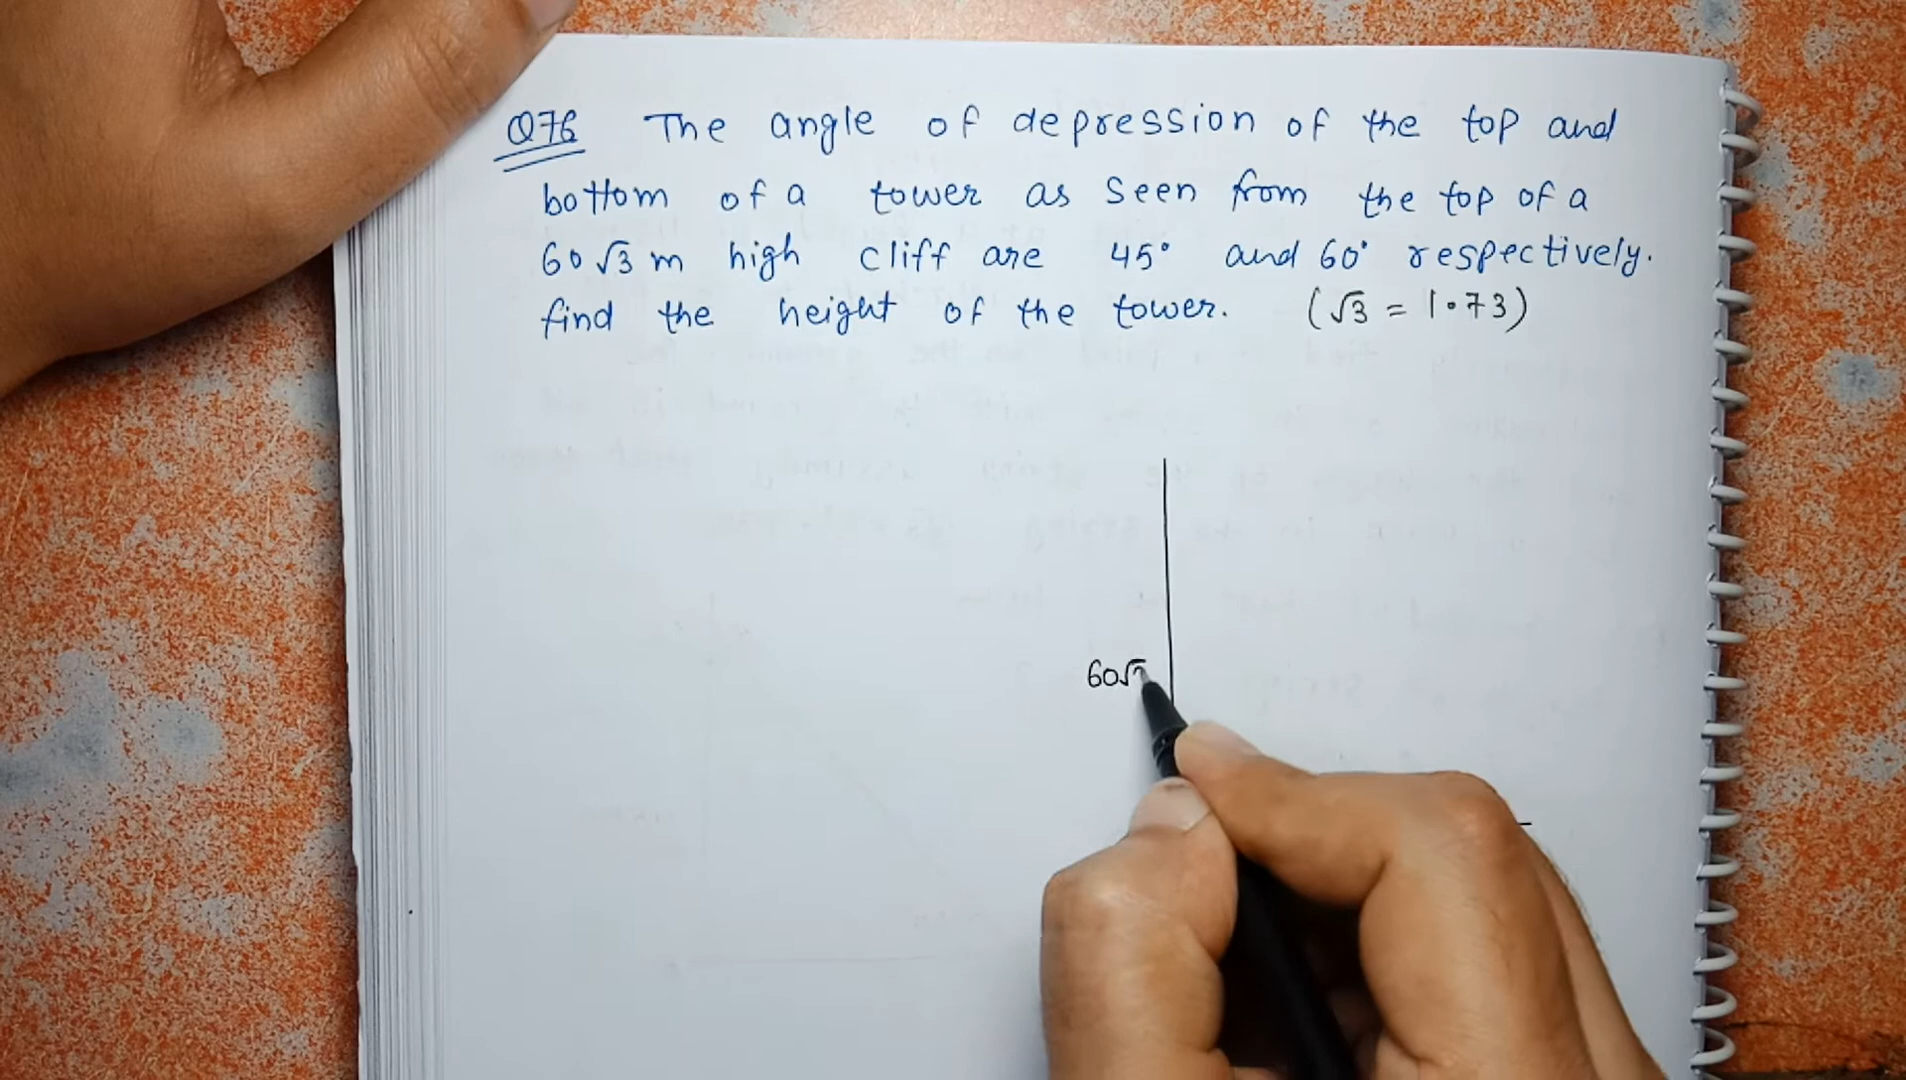 Q76 The angle of depression of the top and
bottom of a tower as seen from the top of a
60√3 m high cliff are 45° and 60° respectively.
find the height of the tower. (√3 = 1.73)
60√